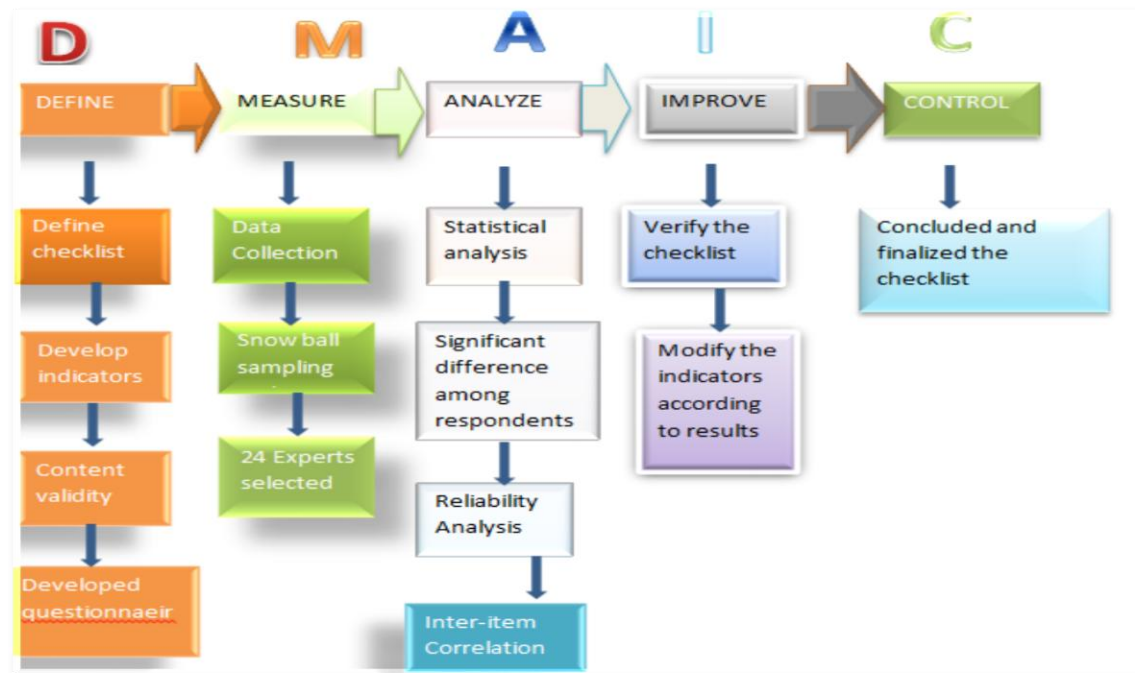 D M A I C
DEFINE
MEASURE
ANALYZE
IMPROVE
CONTROL
Define
checklist
Develop
indicators
Content
validity
Developed
questionnaeir
Data
Collection
Snow ball
sampling
24 Experts
selected
Statistical
analysis
Significant
difference
among
respondents
Reliability
Analysis
Inter-item
Correlation
Verify the
checklist
Modify the
indicators
according
to results
Concluded and
finalized the
checklist